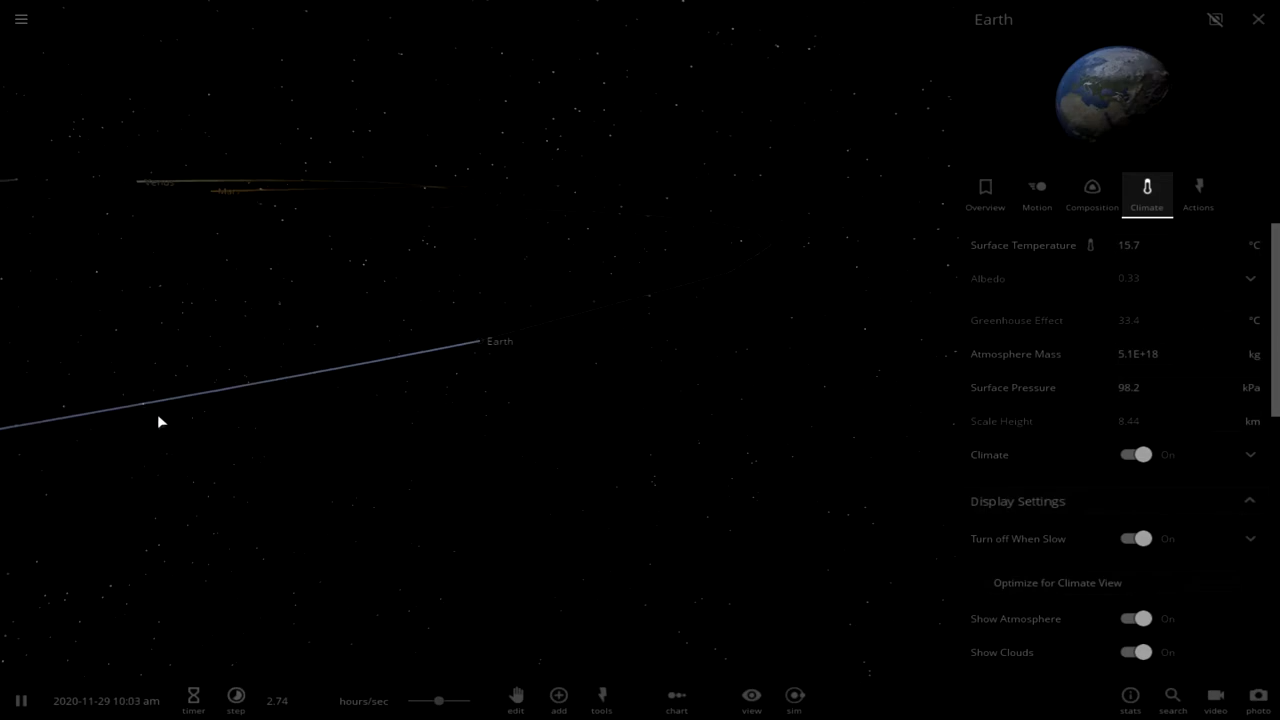 Earth
Venus
Mars
Overview
Motion
Composition
Climate
Actions
Surface Temperature 15.7 °C
Albedo 0.33
Greenhouse Effect 33.4 °C
Atmosphere Mass 5.1E+18 kg
Earth
Surface Pressure 98.2 kPa
Scale Height 8.44 km
Climate On
Display Settings
Turn off When Slow On
Optimize for Climate View
Show Atmosphere On
Show Clouds On
2020-11-29 10:03 am
timer
step
2.74 hours/sec
edit
add
tools
chart
view
sim
stats
search
video
photo